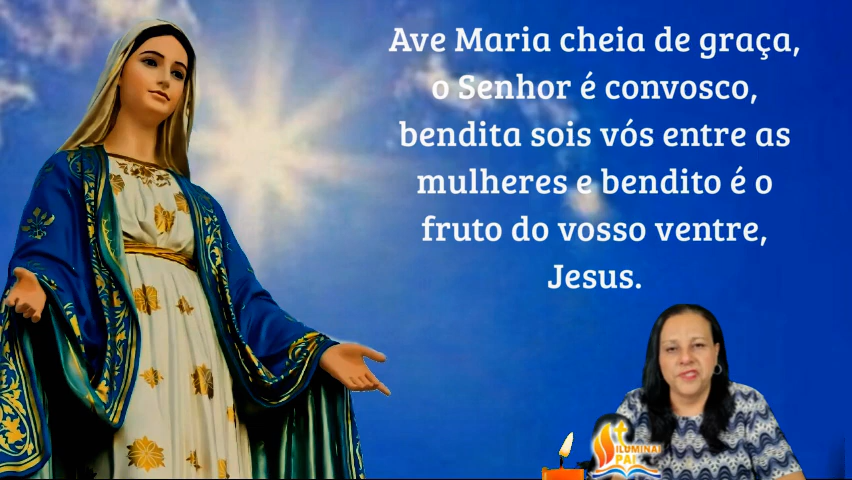 Ave Maria cheia de graça,
o Senhor é convosco,
bendita sois vós entre as
mulheres e bendito é o
fruto do vosso ventre,
Jesus.
ILUMINA
PAI